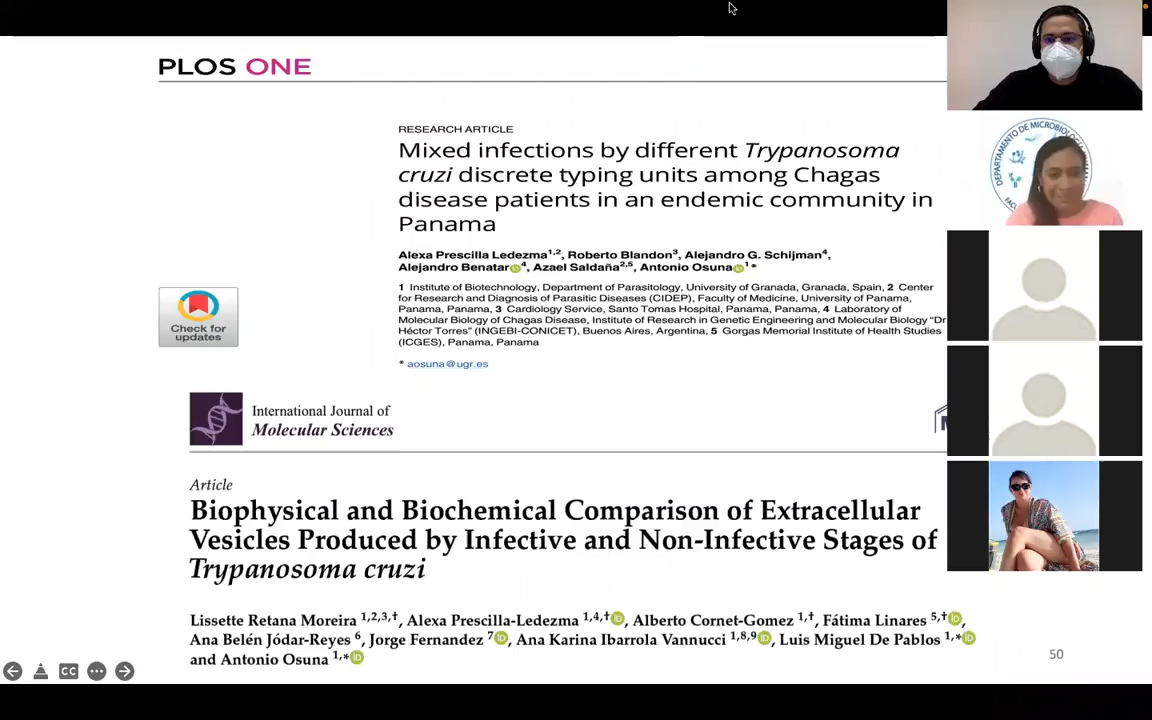 PLOS ONE
RESEARCH ARTICLE
Mixed infections by different Trypanosoma
cruzi discrete typing units among Chagas
disease patients in an endemic community in
Panama
Alexa Prescilla Ledezma1,2, Roberto Blandon3, Alejandro G. Schijman4,
Alejandro Benatar4, Azael Saldaña2,5, Antonio Osuna1*
1 Institute of Biotechnology, Department of Parasitology, University of Granada, Granada, Spain, 2 Center
for Research and Diagnosis of Parasitic Diseases (CIDEP), Faculty of Medicine, University of Panama,
Panama, Panama, 3 Cardiology Service, Santo Tomas Hospital, Panama, Panama, 4 Laboratory of
Molecular Biology of Chagas Disease, Institute of Research in Genetic Engineering and Molecular Biology "Dr
Héctor Torres" (INGEBI-CONICET), Buenos Aires, Argentina, 5 Gorgas Memorial Institute of Health Studies
(ICGES), Panama, Panama
* aosuna@ugr.es
Check for
updates
DEPARTAMENTO DE MICROBIOL
International Journal of
Molecular Sciences
Article
Biophysical and Biochemical Comparison of Extracellular
Vesicles Produced by Infective and Non-Infective Stages of
Trypanosoma cruzi
Lissette Retana Moreira 1,2,3,†, Alexa Prescilla-Ledezma 1,4,†, Alberto Cornet-Gomez 1,†, Fátima Linares 5,†,
Ana Belén Jódar-Reyes 6, Jorge Fernandez 7, Ana Karina Ibarrola Vannucci 1,8,9, Luis Miguel De Pablos 1,*
and Antonio Osuna 1,*
50
CC